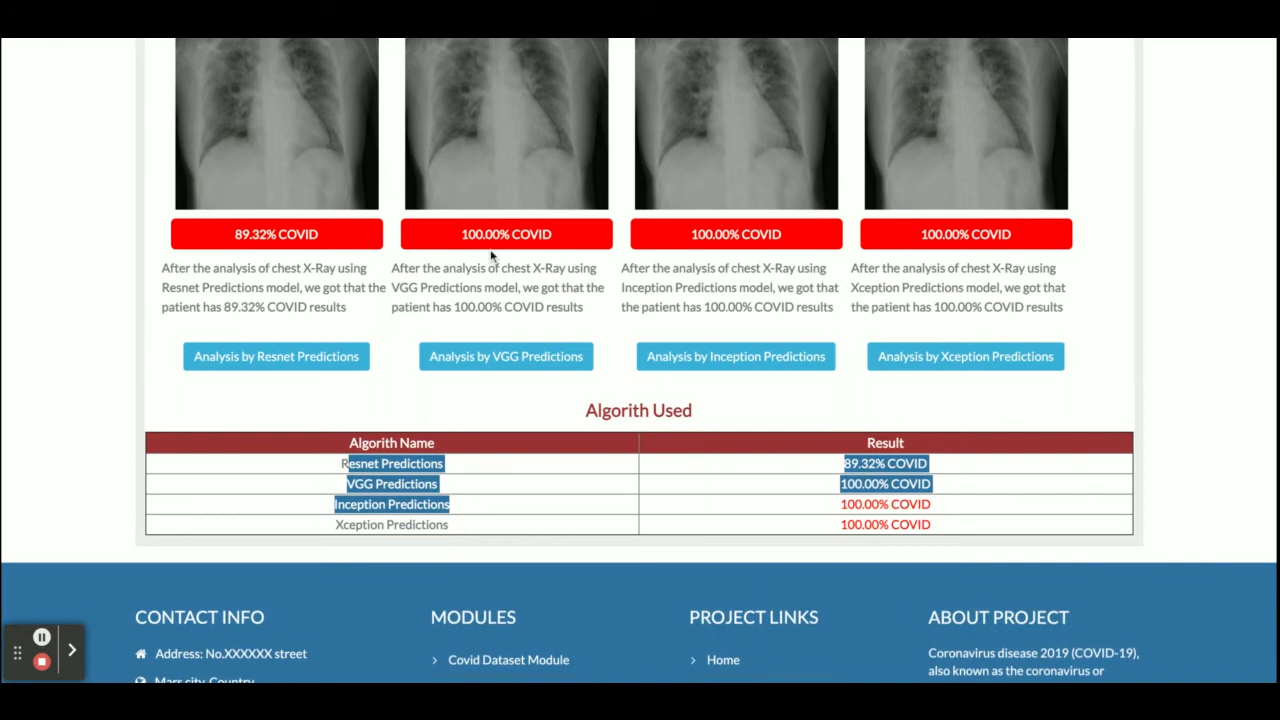 89.32% COVID
100.00% COVID
100.00% COVID
100.00% COVID
After the analysis of chest X-Ray using
Resnet Predictions model, we got that the
patient has 89.32% COVID results
After the analysis of chest X-Ray using
VGG Predictions model, we got that the
patient has 100.00% COVID results
After the analysis of chest X-Ray using
Inception Predictions model, we got that the
patient has 100.00% COVID results
After the analysis of chest X-Ray using
Xception Predictions model, we got that
the patient has 100.00% COVID results
Analysis by Resnet Predictions
Analysis by VGG Predictions
Analysis by Inception Predictions
Analysis by Xception Predictions
Algorith Used
Algorith Name
Result
Resnet Predictions
89.32% COVID
VGG Predictions
100.00% COVID
Inception Predictions
100.00% COVID
Xception Predictions
100.00% COVID
CONTACT INFO
Address: No.XXXXXX street
Mars city, Country
MODULES
Covid Dataset Module
PROJECT LINKS
Home
ABOUT PROJECT
Coronavirus disease 2019 (COVID-19),
also known as the coronavirus or